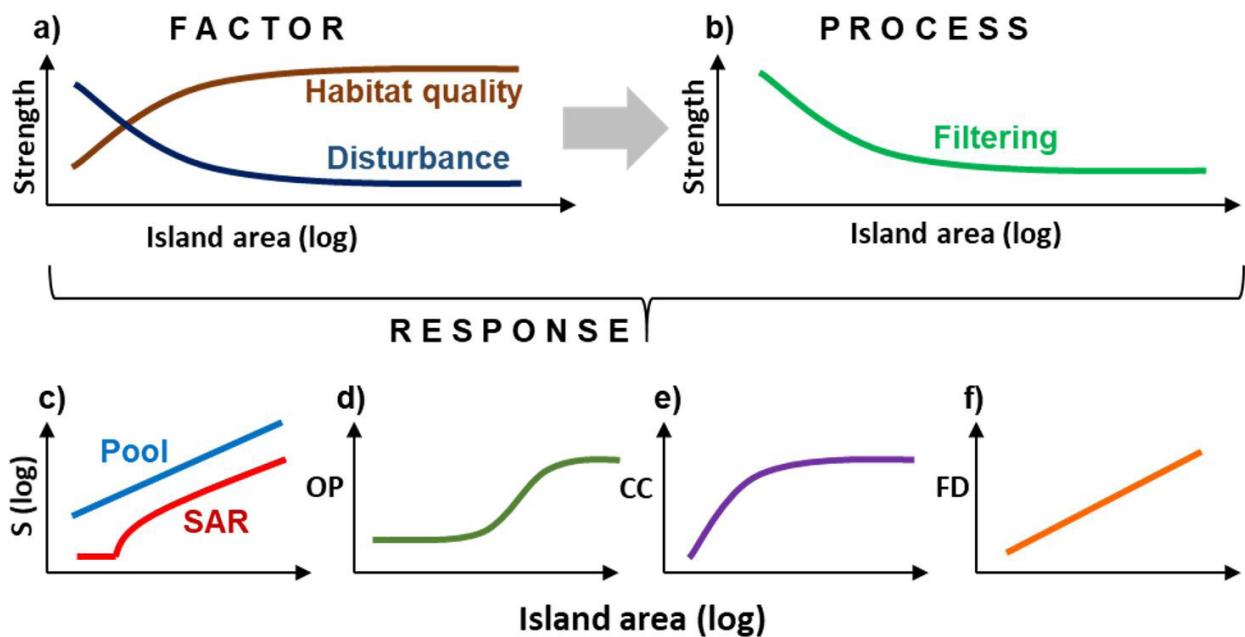 a)
F A C T O R
Strength
Habitat quality
Disturbance
Island area (log)
b)
P R O C E S S
Strength
Filtering
Island area (log)
R E S P O N S E
c)
S (log)
Pool
SAR
d)
OP
e)
CC
f)
FD
Island area (log)